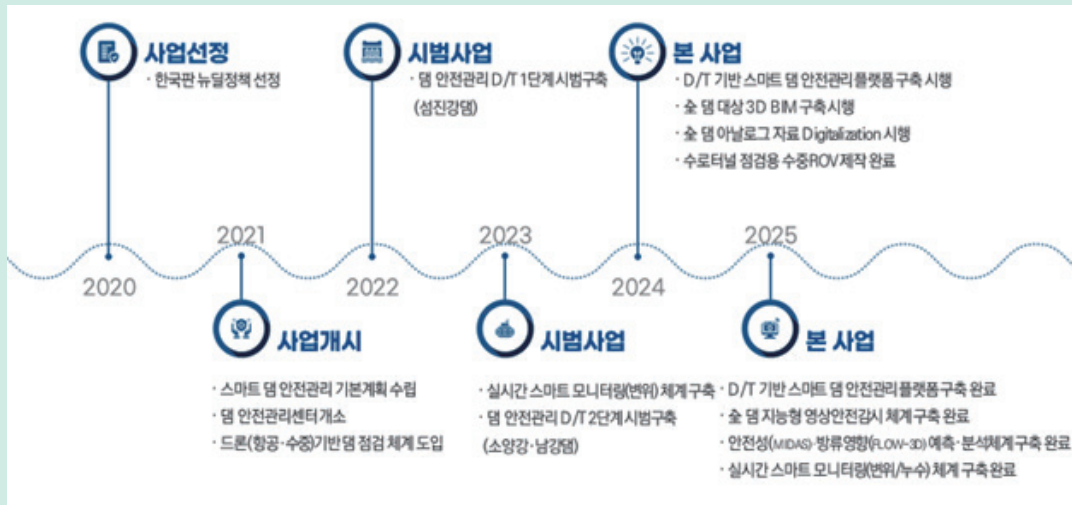 사업선정
· 한국판 뉴딜정책 선정
2020
2021
사업개시
· 스마트 댐 안전관리 기본계획 수립
· 댐 안전관리센터 개소
· 드론(항공·수중)기반 댐 점검 체계 도입
시범사업
· 댐 안전관리 D/T 1단계 시범구축
(섬진강댐)
2022
2023
시범사업
· 실시간 스마트 모니터링(변위) 체계 구축
· 댐 안전관리 D/T 2단계 시범구축
(소양강·남강댐)
본 사업
· D/T 기반 스마트 댐 안전관리 플랫폼 구축 시행
· 全 댐 대상 3D BIM 구축 시행
· 全 댐 아날로그 자료 Digitalization 시행
· 수로터널 점검용 수중ROV 제작 완료
2024
2025
본 사업
· D/T 기반 스마트 댐 안전관리 플랫폼 구축 완료
· 全 댐 지능형 영상안전감시 체계 구축 완료
· 안전성(MIDAS)·방류영향(FLOW-3D) 예측·분석체계 구축 완료
· 실시간 스마트 모니터링(변위/누수) 체계 구축 완료